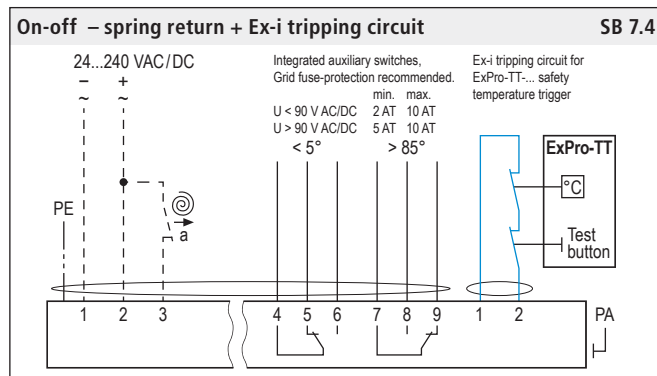 On-off – spring return + Ex-i tripping circuit SB 7.4
24...240 VAC/DC
– +
~ ~
Integrated auxiliary switches,
Grid fuse-protection recommended.
min. max.
U < 90 V AC/DC 2 AT 10 AT
U > 90 V AC/DC 5 AT 10 AT
< 5° > 85°
Ex-i tripping circuit for
ExPro-TT-... safety
temperature trigger
ExPro-TT
°C
Test
button
PE
a
1 2 3 4 5 6 7 8 9 1 2 PA